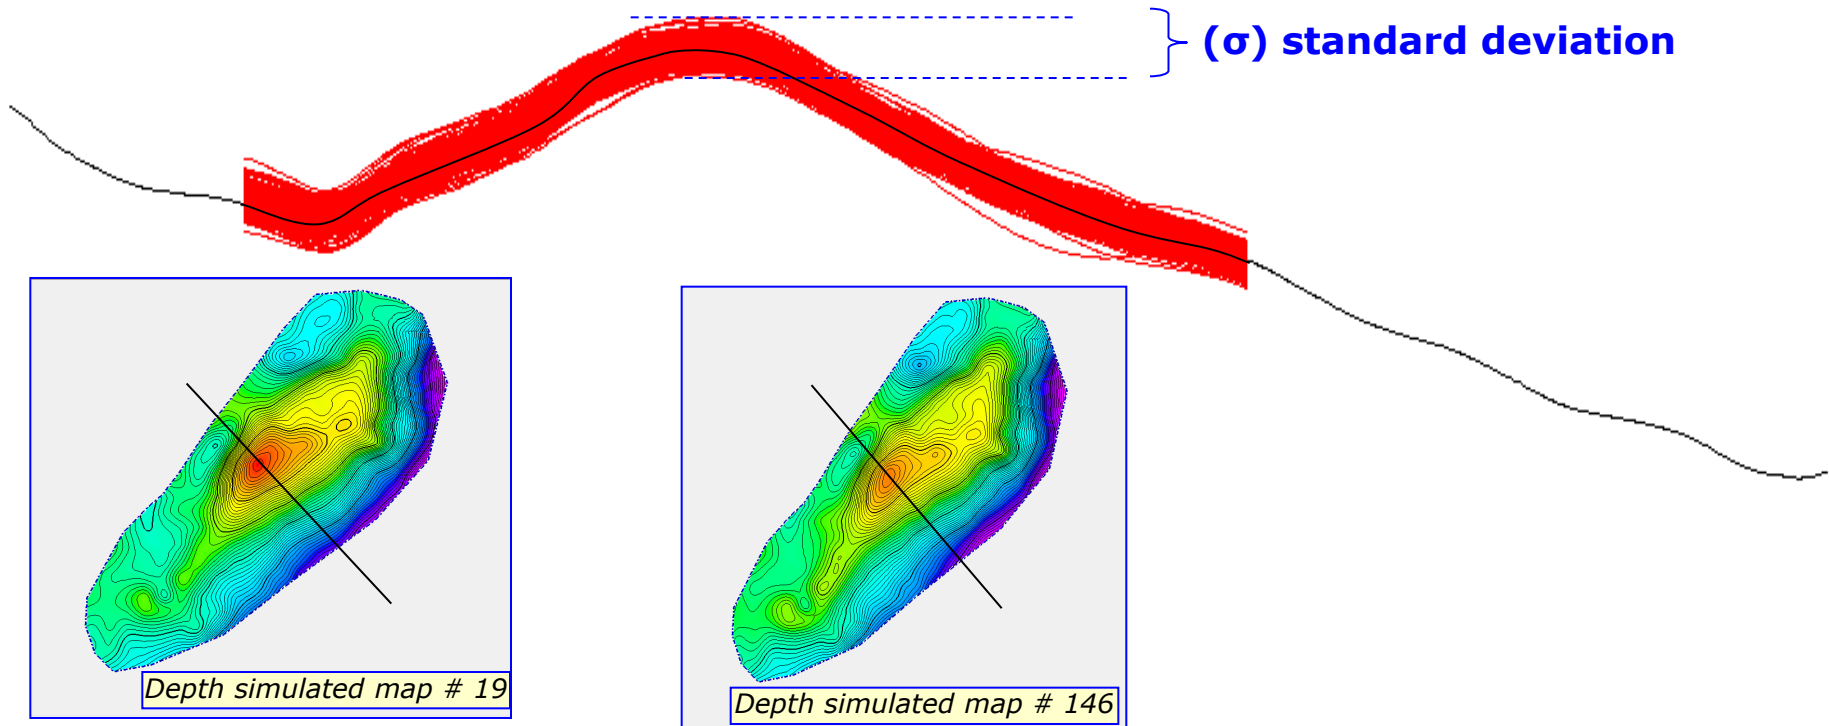 (σ) standard deviation
Depth simulated map # 19
Depth simulated map # 146